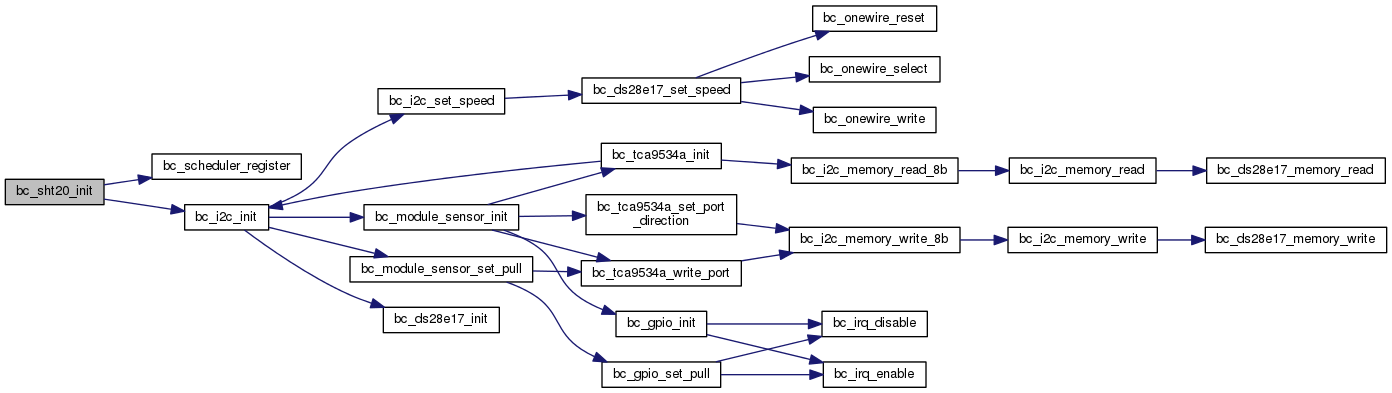 bc_sht20_init
bc_scheduler_register
bc_i2c_init
bc_i2c_set_speed
bc_module_sensor_init
bc_module_sensor_set_pull
bc_ds28e17_init
bc_ds28e17_set_speed
bc_tca9534a_init
bc_tca9534a_set_port
_direction
bc_tca9534a_write_port
bc_gpio_init
bc_gpio_set_pull
bc_onewire_reset
bc_onewire_select
bc_onewire_write
bc_i2c_memory_read_8b
bc_i2c_memory_write_8b
bc_irq_disable
bc_irq_enable
bc_i2c_memory_read
bc_i2c_memory_write
bc_ds28e17_memory_read
bc_ds28e17_memory_write